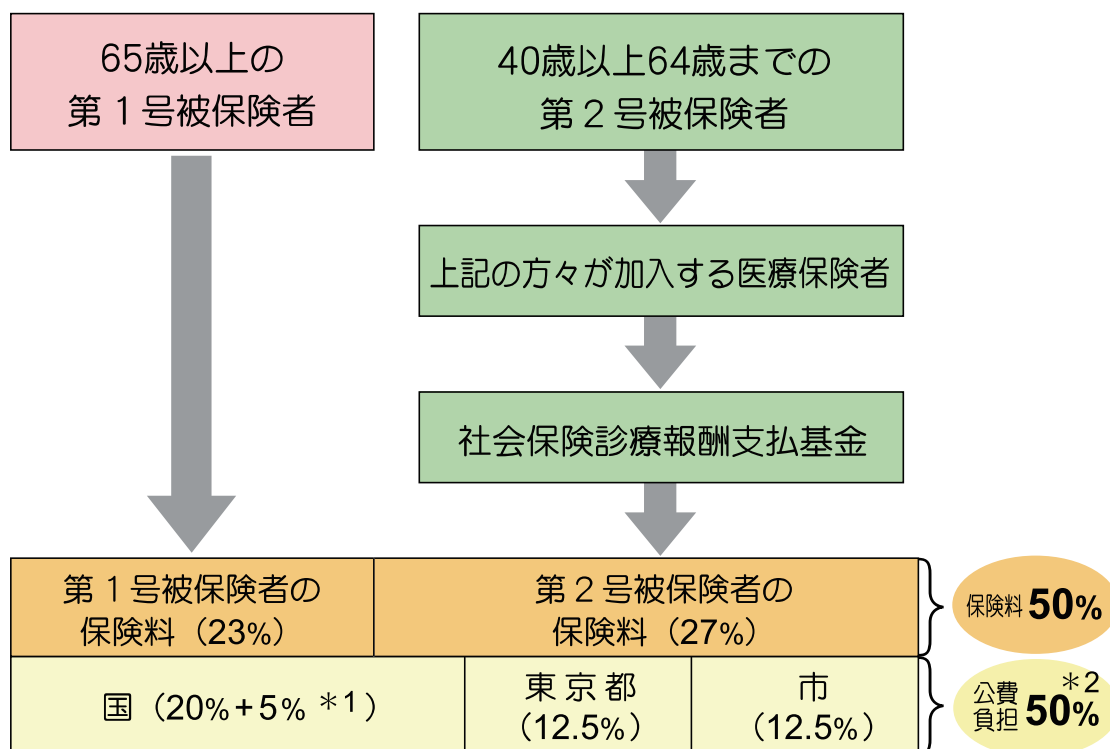 65歳以上の
第1号被保険者
40歳以上64歳までの
第2号被保険者
上記の方々が加入する医療保険者
社会保険診療報酬支払基金
第1号被保険者の
保険料（23%）
第2号被保険者の
保険料（27%）
保険料 50%
国（20%+5% *1）
東京都
（12.5%）
市
（12.5%）
公費 *2
負担 50%